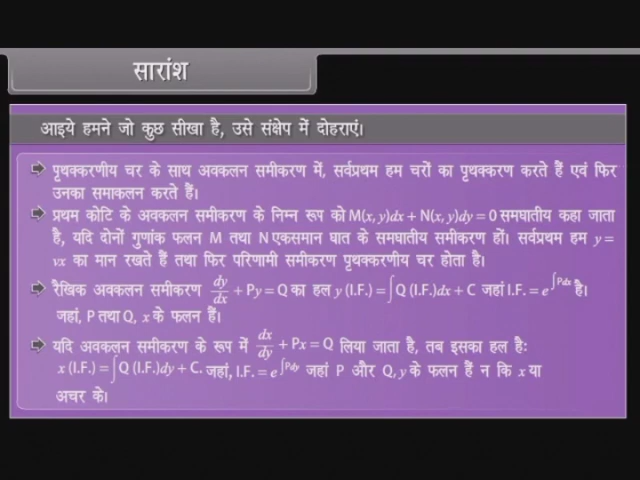 सारांश
आइये हमने जो कुछ सीखा है, उसे संक्षेप में दोहराएं।
पृथक्करणीय चर के साथ अवकलन समीकरण में, सर्वप्रथम हम चरों का पृथक्करण करते हैं एवं फिर
उनका समाकलन करते हैं।
प्रथम कोटि के अवकलन समीकरण के निम्न रूप को M(x, y)dx + N(x, y)dy = 0 समघातीय कहा जाता
है, यदि दोनों गुणांक फलन M तथा N एकसमान घात के समघातीय समीकरण हों। सर्वप्रथम हम y =
vx का मान रखते हैं तथा फिर परिणामी समीकरण पृथक्करणीय चर होता है।
रैखिक अवकलन समीकरण dy/dx + Py = Q का हल y (I.F.) = ∫Q (I.F.)dx + C जहां I.F. = e^∫Pdx है।
जहां, P तथा Q, x के फलन हैं।
यदि अवकलन समीकरण के रूप में dx/dy + Px = Q लिया जाता है, तब इसका हल है:
x (I.F.) = ∫Q (I.F.)dy + C. जहां, I.F. = e^∫Pdy जहां P और Q, y के फलन हैं न कि x या
अचर के।